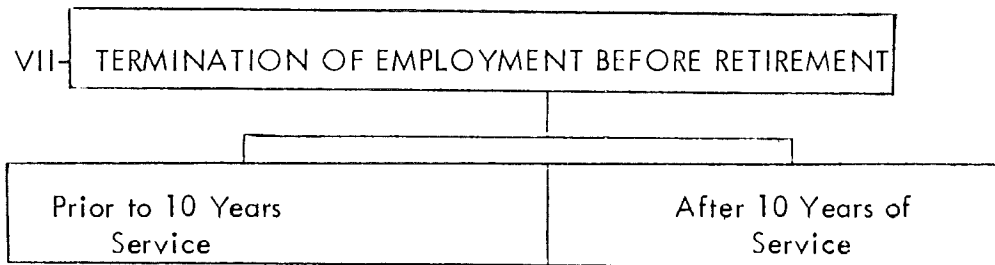 VII- TERMINATION OF EMPLOYMENT BEFORE RETIREMENT
Prior to 10 Years
Service
After 10 Years of
Service